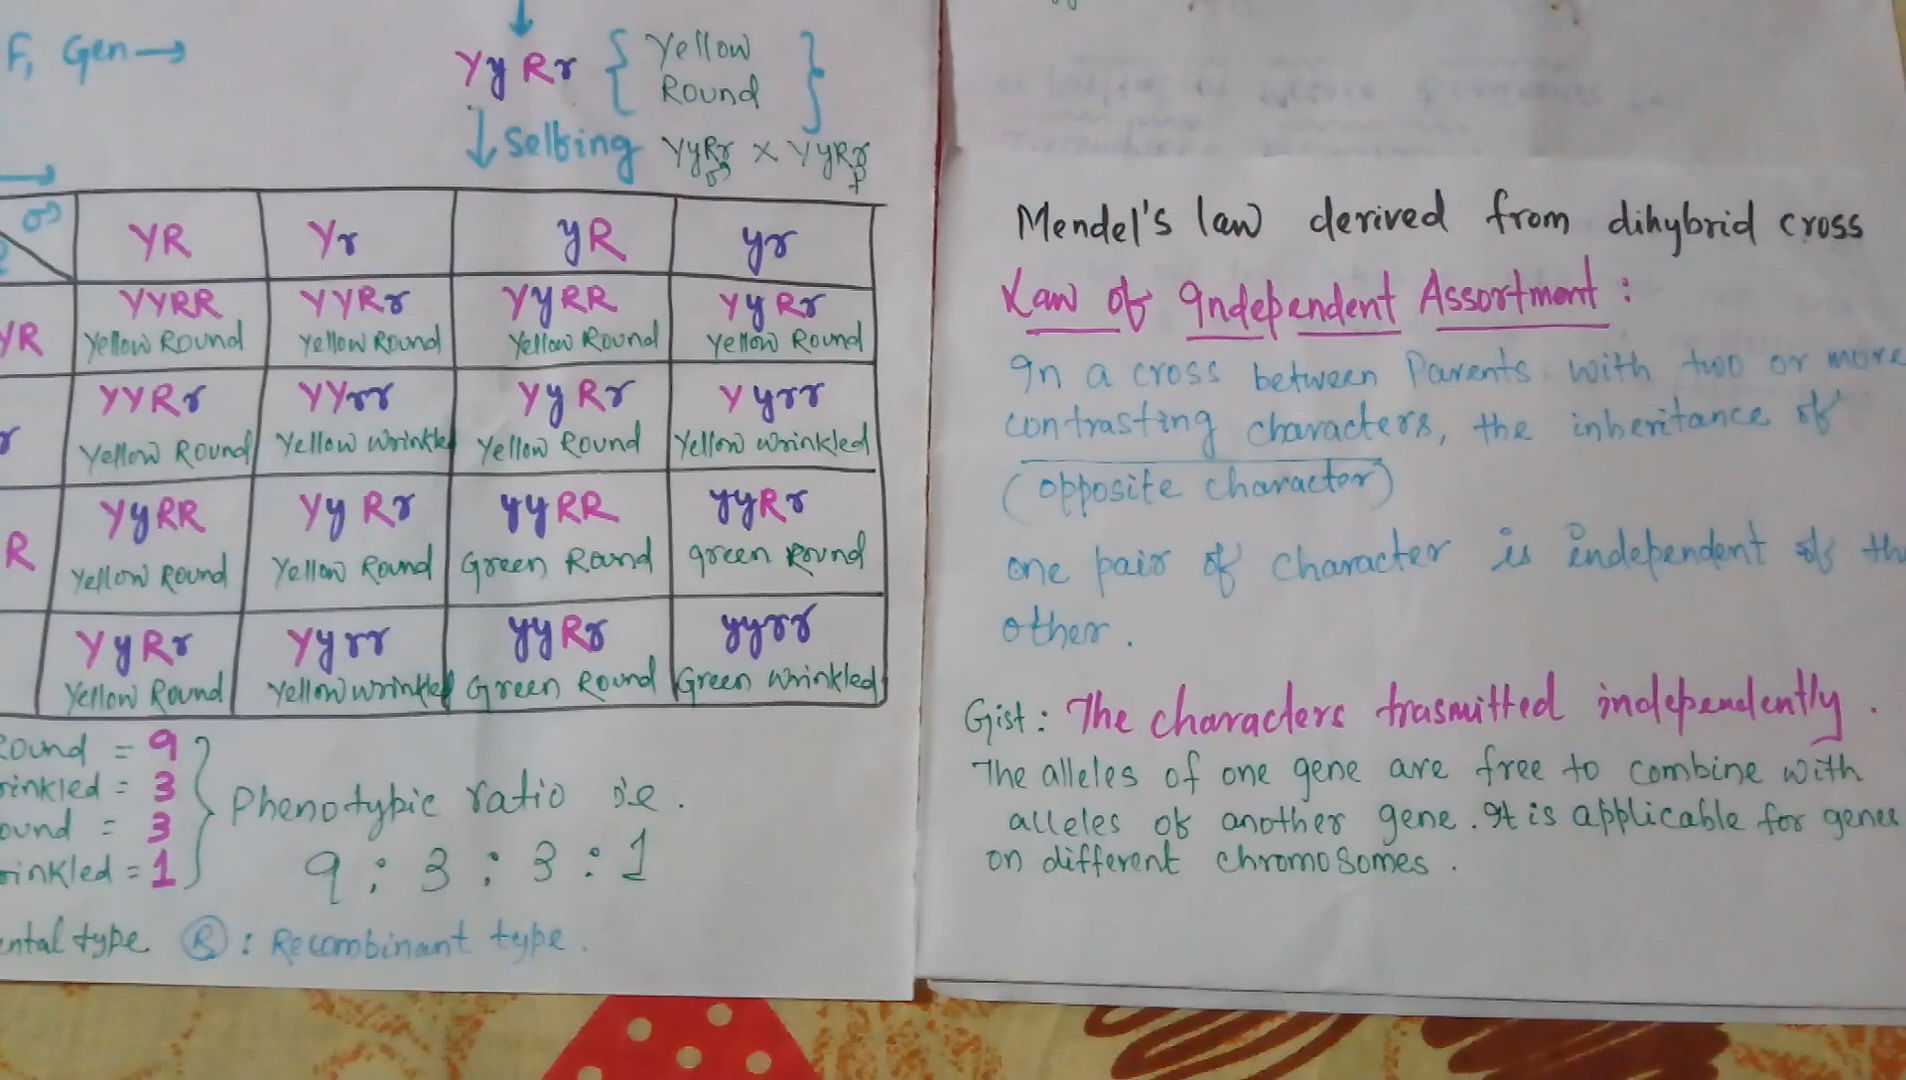 F1 Gen →
YyRr { Yellow Round }
↓ Selfing YyRr ♂ × YyRr ♀
♂ YR Yr yR yr
YR YYRR YYRr YyRR YyRr
Yellow Round Yellow Round Yellow Round Yellow Round
r YYRr YYrr YyRr Yyrr
Yellow Round Yellow Wrinkle Yellow Round Yellow Wrinkled
R YyRR YyRr yyRR yyRr
Yellow Round Yellow Round Green Round green Round
YyRr Yyrr yyRr yyrr
Yellow Round Yellow Wrinkled Green Round Green Wrinkled
Round = 9
rinkled = 3
ound = 3
rinkled = 1
Phenotypic ratio i.e.
9 : 3 : 3 : 1
ental type (R) : Recombinant type.
Mendel's law derived from dihybrid cross
Law of Independent Assortment :
In a cross between Parents with two or more
contrasting characters, the inheritance of
(opposite character)
one pair of character is independent of th
other.
Gist : The characters trasmitted independently.
The alleles of one gene are free to combine with
alleles of another gene. It is applicable for genes
on different chromosomes.